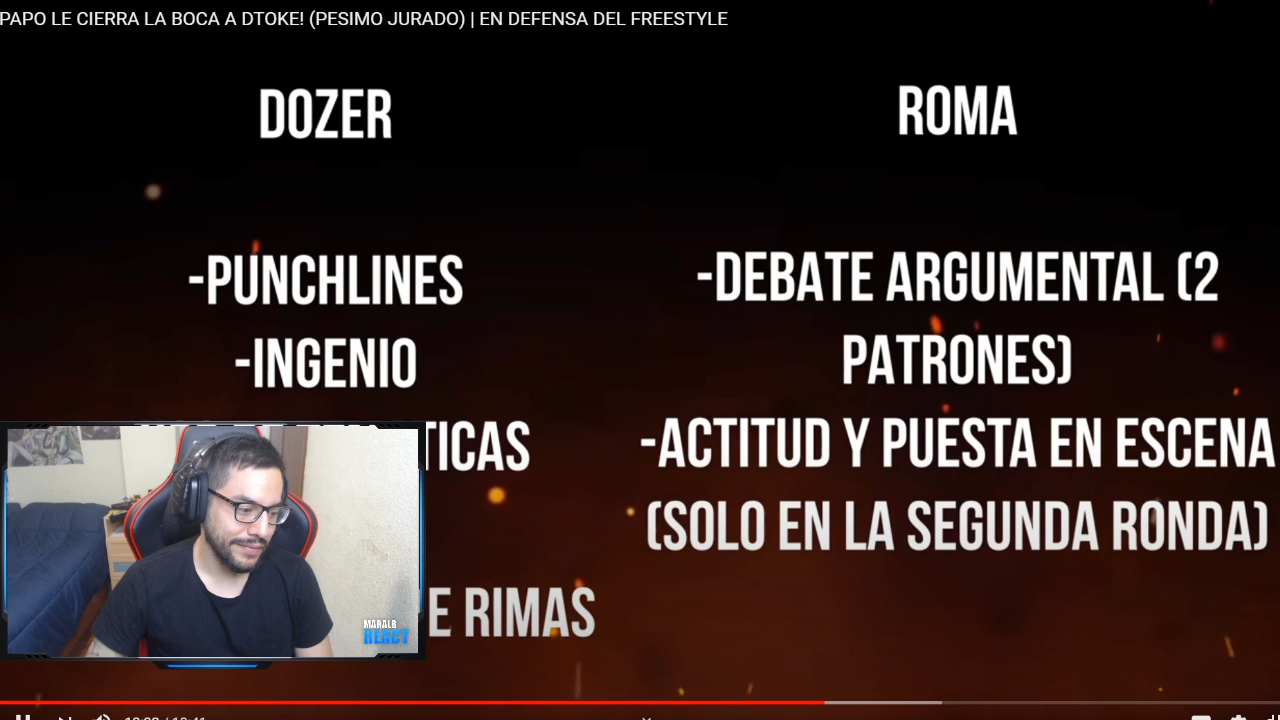 PAPO LE CIERRA LA BOCA A DTOKE! (PESIMO JURADO) | EN DEFENSA DEL FREESTYLE
DOZER
-PUNCHLINES
-INGENIO
TICAS
E RIMAS
ROMA
-DEBATE ARGUMENTAL (2
PATRONES)
-ACTITUD Y PUESTA EN ESCENA
(SOLO EN LA SEGUNDA RONDA)
MARALB
REACT